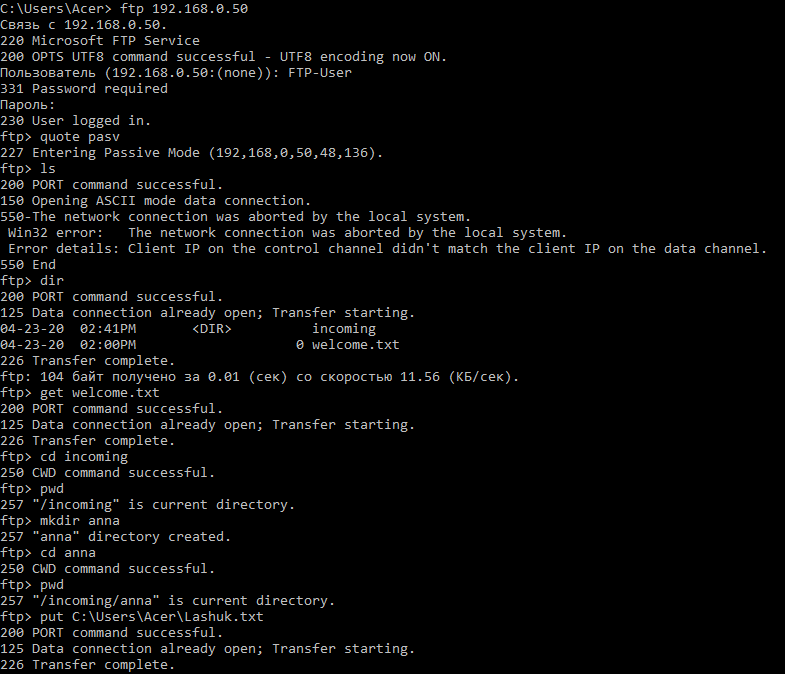 C:\Users\Acer> ftp 192.168.0.50
Связь с 192.168.0.50.
220 Microsoft FTP Service
200 OPTS UTF8 command successful - UTF8 encoding now ON.
Пользователь (192.168.0.50:(none)): FTP-User
331 Password required
Пароль:
230 User logged in.
ftp> quote pasv
227 Entering Passive Mode (192,168,0,50,48,136).
ftp> ls
200 PORT command successful.
150 Opening ASCII mode data connection.
550-The network connection was aborted by the local system.
 Win32 error:   The network connection was aborted by the local system.
 Error details: Client IP on the control channel didn't match the client IP on the data channel.
550 End
ftp> dir
200 PORT command successful.
125 Data connection already open; Transfer starting.
04-23-20  02:41PM       <DIR>          incoming
04-23-20  02:00PM                    0 welcome.txt
226 Transfer complete.
ftp: 104 байт получено за 0.01 (сек) со скоростью 11.56 (КБ/сек).
ftp> get welcome.txt
200 PORT command successful.
125 Data connection already open; Transfer starting.
226 Transfer complete.
ftp> cd incoming
250 CWD command successful.
ftp> pwd
257 "/incoming" is current directory.
ftp> mkdir anna
257 "anna" directory created.
ftp> cd anna
250 CWD command successful.
ftp> pwd
257 "/incoming/anna" is current directory.
ftp> put C:\Users\Acer\Lashuk.txt
200 PORT command successful.
125 Data connection already open; Transfer starting.
226 Transfer complete.